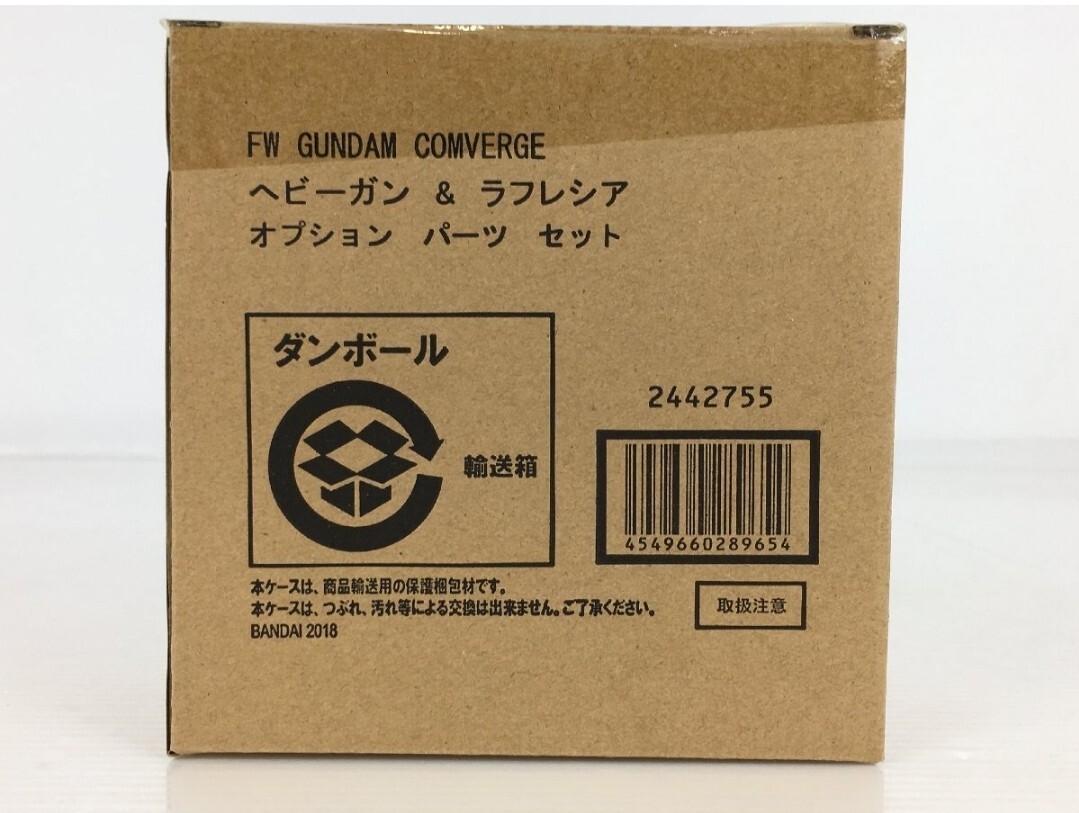 FW GUNDAM COMVERGE
ヘビーガン & ラフレシア
オプション パーツ セット
ダンボール
輸送箱
2442755
4549660289654
本ケースは、商品輸送用の保護梱包材です。
本ケースは、つぶれ、汚れ等による交換は出来ません。ご了承ください。
BANDAI 2018
取扱注意